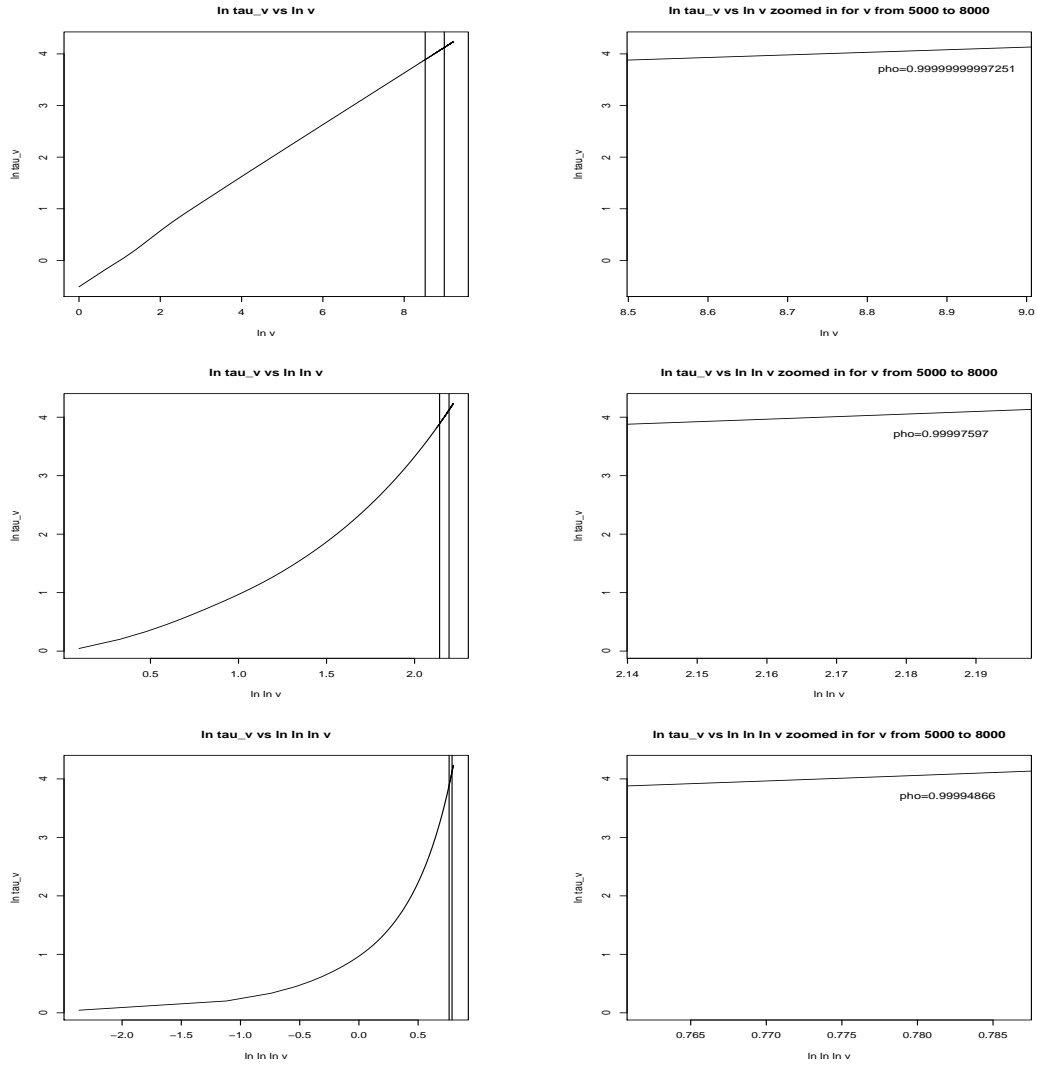 ln tau_v vs ln v
ln tau_v
4
3
2
1
0
0 2 4 6 8
ln v
ln tau_v vs ln v zoomed in for v from 5000 to 8000
pho=0.99999999997251
ln tau_v
4
3
2
1
0
8.5 8.6 8.7 8.8 8.9 9.0
ln v
ln tau_v vs ln ln v
ln tau_v
4
3
2
1
0
0.5 1.0 1.5 2.0
ln ln v
ln tau_v vs ln ln v zoomed in for v from 5000 to 8000
pho=0.99997597
ln tau_v
4
3
2
1
0
2.14 2.15 2.16 2.17 2.18 2.19
ln ln v
ln tau_v vs ln ln ln v
ln tau_v
4
3
2
1
0
−2.0 −1.5 −1.0 −0.5 0.0 0.5
ln ln ln v
ln tau_v vs ln ln ln v zoomed in for v from 5000 to 8000
pho=0.99994866
ln tau_v
4
3
2
1
0
0.765 0.770 0.775 0.780 0.785
ln ln ln v